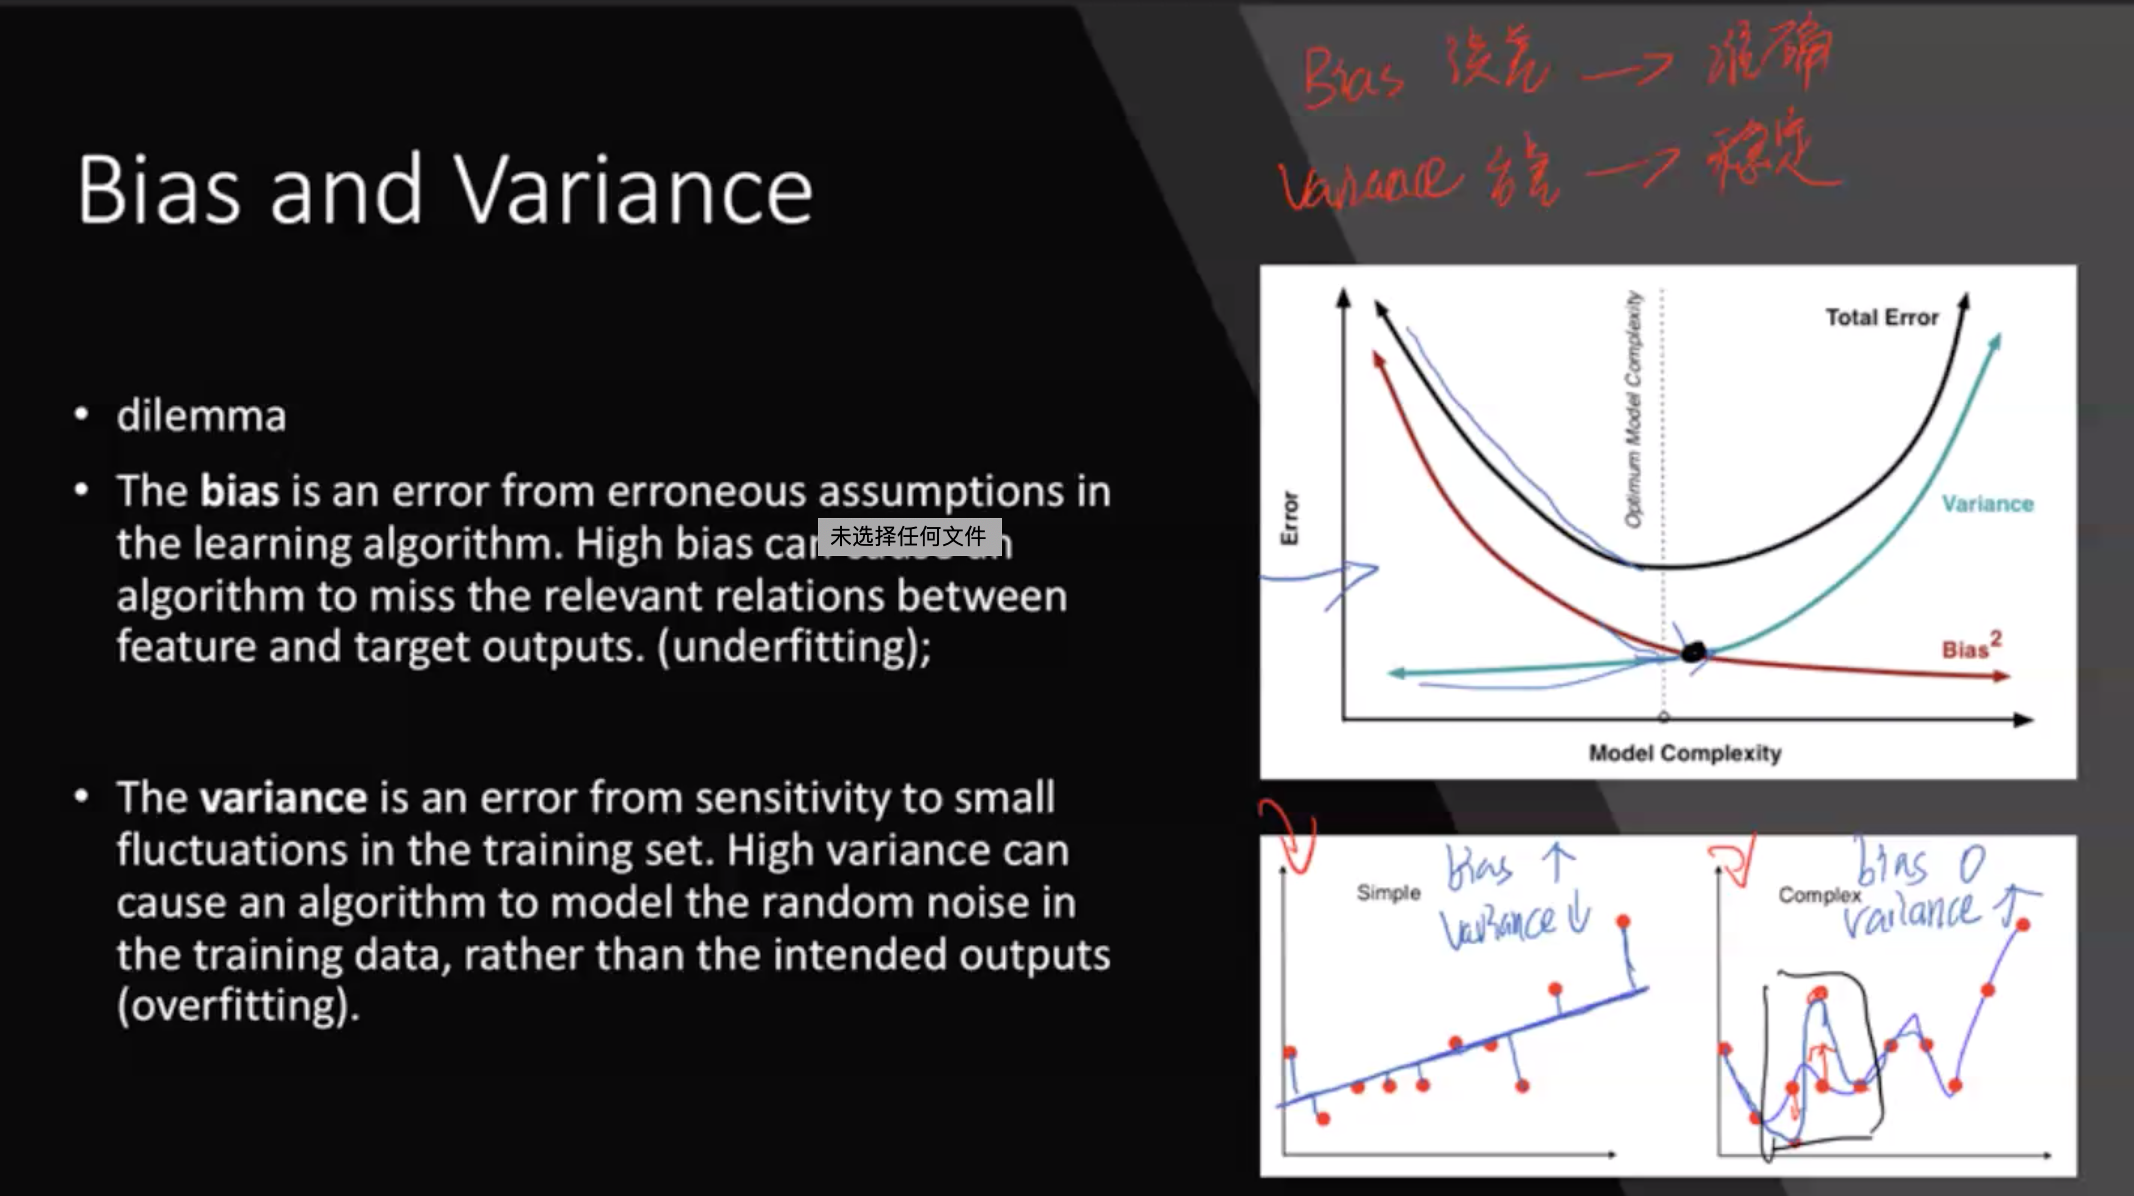 Bias 误差 → 准确
Variance 方差 → 稳定
Bias and Variance
• dilemma
• The bias is an error from erroneous assumptions in
the learning algorithm. High bias can cause an
未选择任何文件
algorithm to miss the relevant relations between
feature and target outputs. (underfitting);
• The variance is an error from sensitivity to small
fluctuations in the training set. High variance can
cause an algorithm to model the random noise in
the training data, rather than the intended outputs
(overfitting).
Error
Optimum Model Complexity
Total Error
Variance
Bias²
Model Complexity
Simple
bias ↑
variance ↓
Complex
bias 0
variance ↑